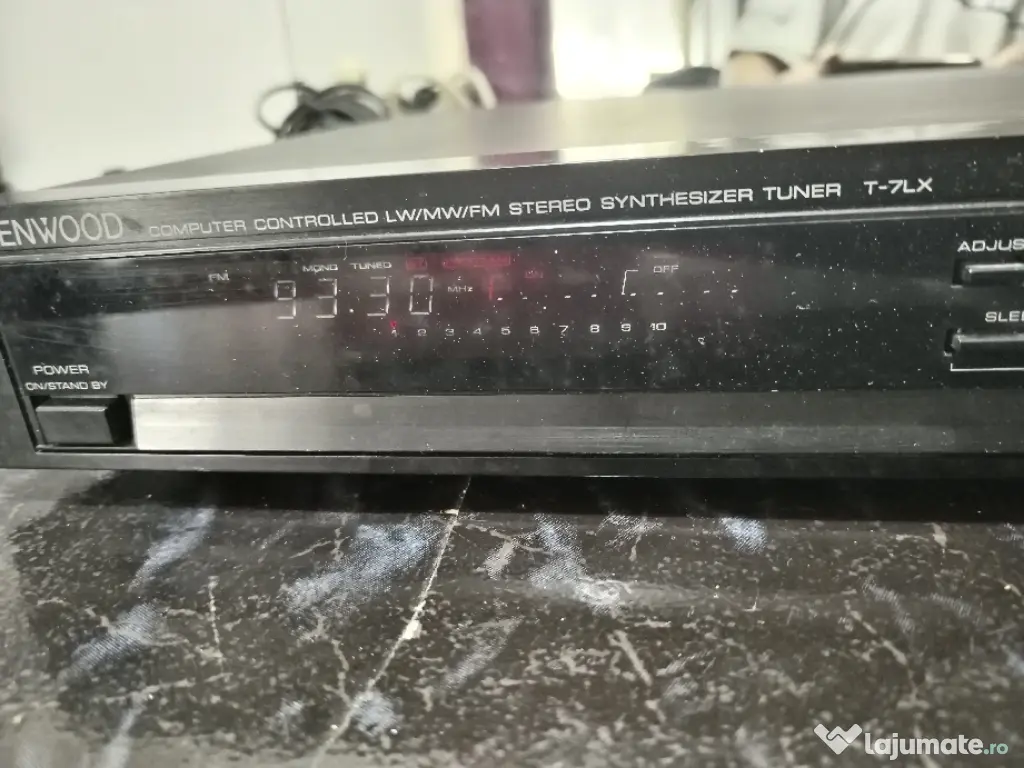 ENWOOD COMPUTER CONTROLLED LW/MW/FM STEREO SYNTHESIZER TUNER T-7LX
ADJUS
FM MONO TUNED OFF
93.30 MHz
SLEE
1 2 3 4 5 6 7 8 9 10
POWER
ON/STAND BY
lajumate.ro